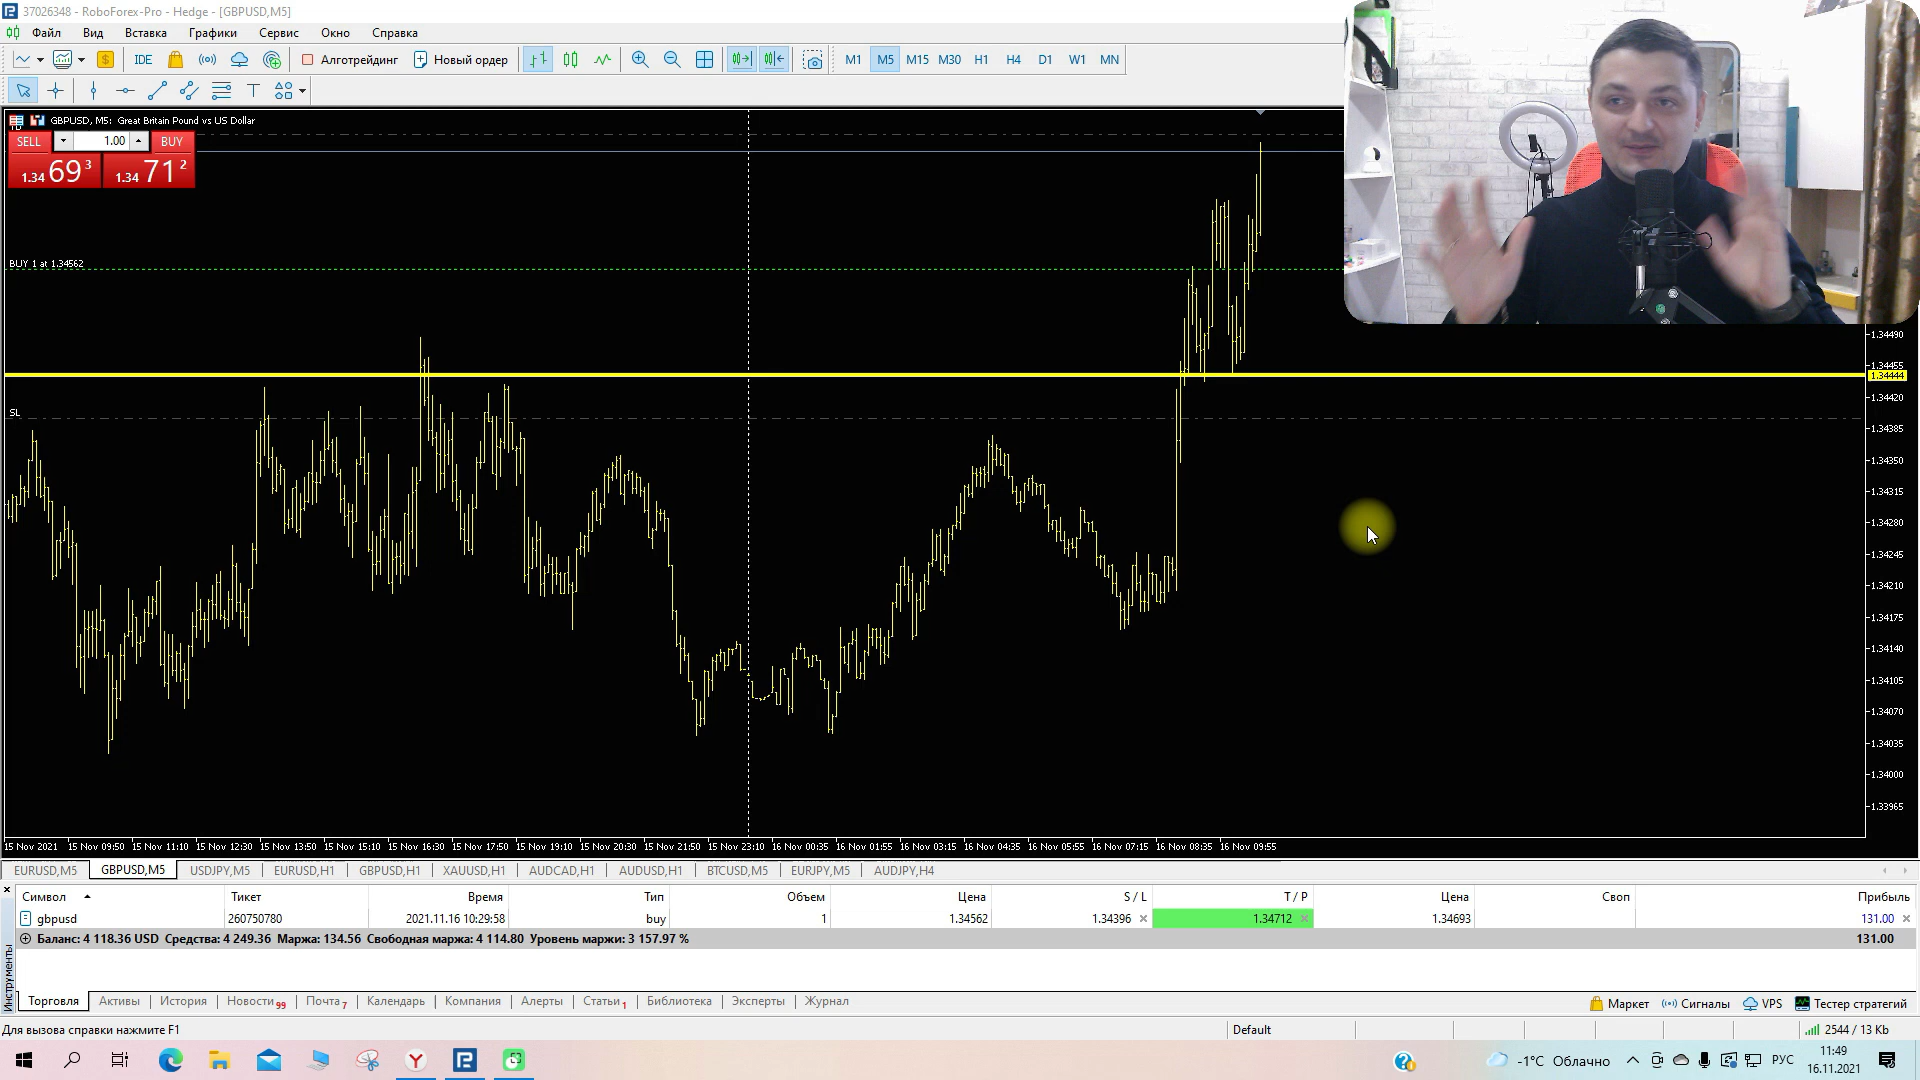 37026348 - RoboForex-Pro - Hedge - [GBPUSD,M5]
Файл Вид Вставка Графики Сервис Окно Справка
IDE Алготрейдинг Новый ордер M1 M5 M15 M30 H1 H4 D1 W1 MN
GBPUSD, M5: Great Britain Pound vs US Dollar
SELL 1.00 BUY
1.34 69 3 1.34 71 2
BUY 1 at 1.34562
SL
1.34490
1.34455
1.34444
1.34420
1.34385
1.34350
1.34315
1.34280
1.34245
1.34210
1.34175
1.34140
1.34105
1.34070
1.34035
1.34000
1.33965
15 Nov 2021 15 Nov 09:50 15 Nov 11:10 15 Nov 12:30 15 Nov 13:50 15 Nov 15:10 15 Nov 16:30 15 Nov 17:50 15 Nov 19:10 15 Nov 20:30 15 Nov 21:50 15 Nov 23:10 16 Nov 00:35 16 Nov 01:55 16 Nov 03:15 16 Nov 04:35 16 Nov 05:55 16 Nov 07:15 16 Nov 08:35 16 Nov 09:55
EURUSD,M5 GBPUSD,M5 USDJPY,M5 EURUSD,H1 GBPUSD,H1 XAUUSD,H1 AUDCAD,H1 AUDUSD,H1 BTCUSD,M5 EURJPY,M5 AUDJPY,H4
Символ Тикет Время Тип Объем Цена S / L T / P Цена Своп Прибыль
gbpusd 260750780 2021.11.16 10:29:58 buy 1 1.34562 1.34396 1.34712 1.34693 131.00
Баланс: 4 118.36 USD Средства: 4 249.36 Маржа: 134.56 Свободная маржа: 4 114.80 Уровень маржи: 3 157.97 % 131.00
Инструменты
Торговля Активы История Новости 99 Почта 7 Календарь Компания Алерты Статьи 1 Библиотека Эксперты Журнал Маркет Сигналы VPS Тестер стратегий
Для вызова справки нажмите F1 Default 2544 / 13 Kb
-1°C Облачно РУС 11:49
16.11.2021